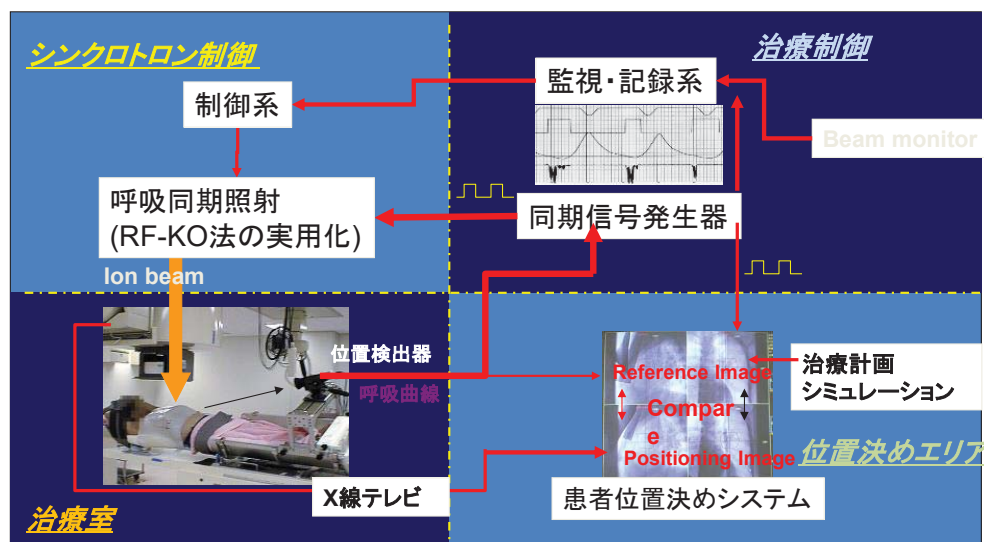 シンクロトロン制御
治療制御
監視・記録系
制御系
Beam monitor
呼吸同期照射
(RF-KO法の実用化)
同期信号発生器
Ion beam
位置検出器
呼吸曲線
Reference Image
治療計画
シミュレーション
Compar
e
Positioning Image
位置決めエリア
X線テレビ
患者位置決めシステム
治療室